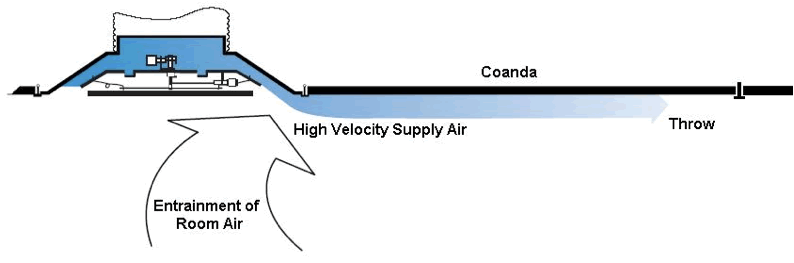 Coanda
High Velocity Supply Air
Throw
Entrainment of
Room Air